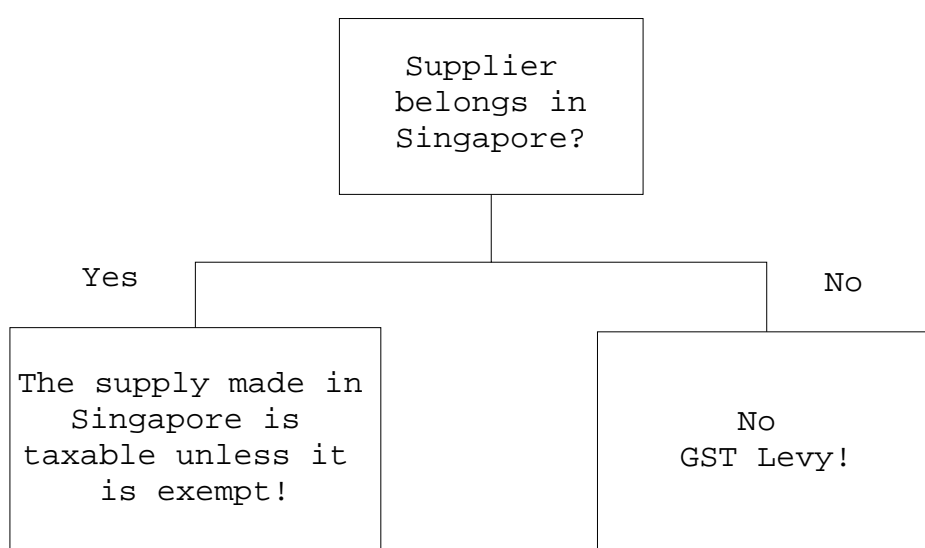 Supplier
belongs in
Singapore?
Yes
No
The supply made in
Singapore is
taxable unless it
is exempt!
No
GST Levy!